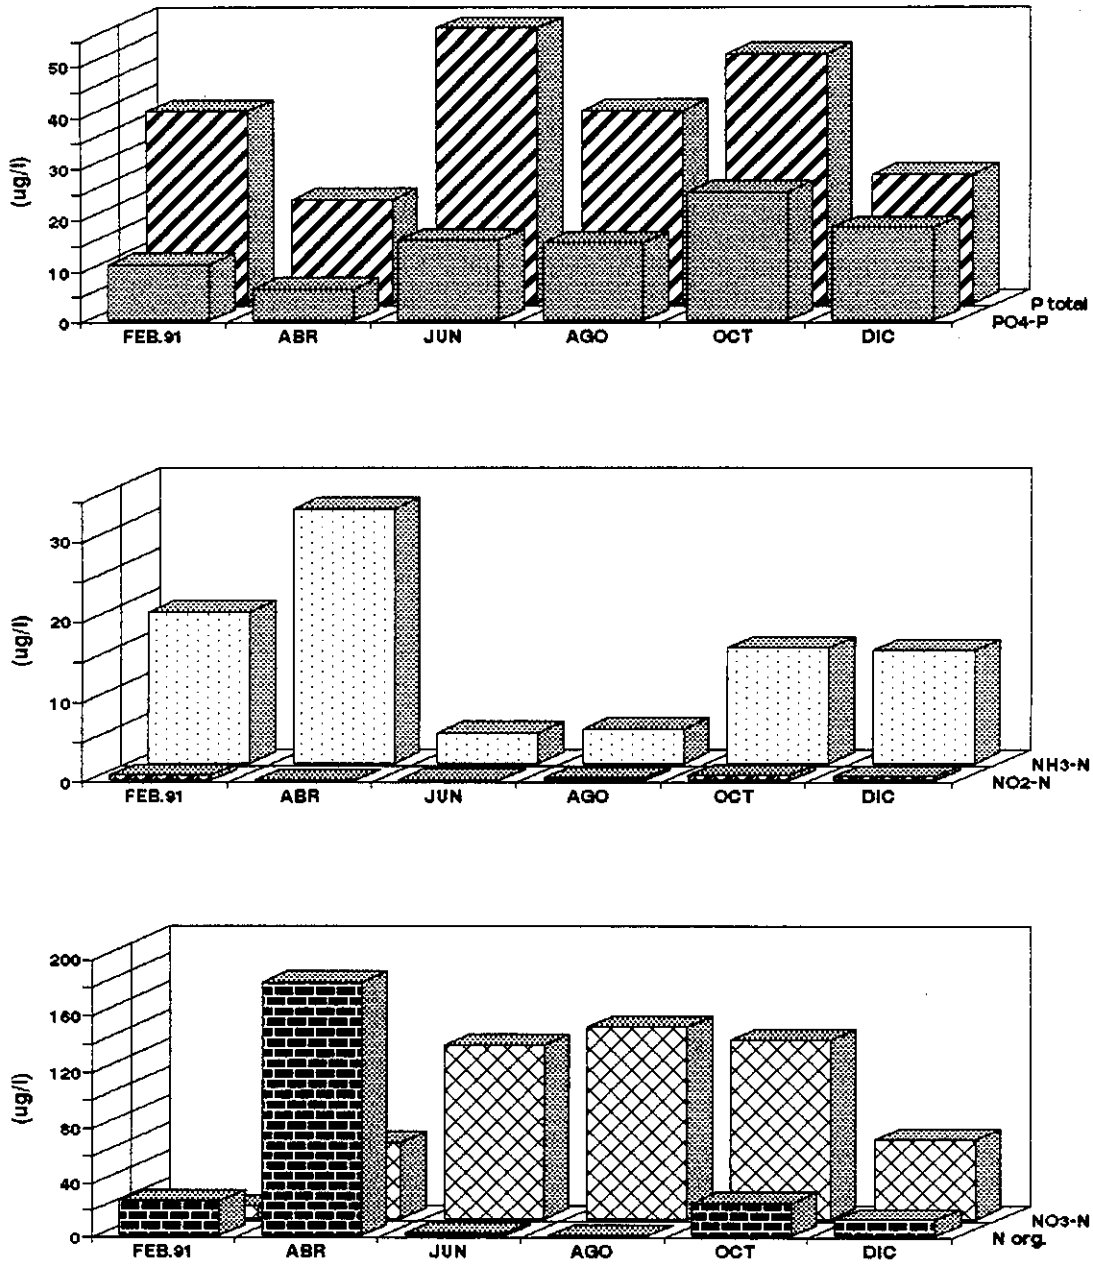 50
40
30
20
10
0
(ug/l)
P total
PO4-P
FEB.91 ABR JUN AGO OCT DIC
30
20
10
0
(ug/l)
NH3-N
NO2-N
FEB.91 ABR JUN AGO OCT DIC
200
160
120
80
40
0
(ug/l)
NO3-N
N org.
FEB.91 ABR JUN AGO OCT DIC